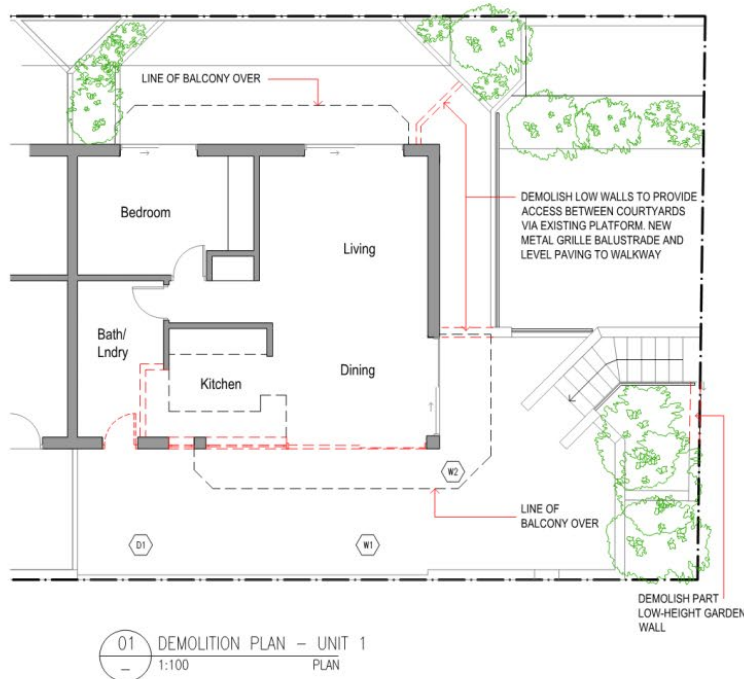 LINE OF BALCONY OVER
Bedroom
DEMOLISH LOW WALLS TO PROVIDE
ACCESS BETWEEN COURTYARDS
VIA EXISTING PLATFORM. NEW
METAL GRILLE BALUSTRADE AND
LEVEL PAVING TO WALKWAY
Living
Bath/
Lndry
Kitchen
Dining
W2
LINE OF
BALCONY OVER
D1
W1
DEMOLISH PART
LOW-HEIGHT GARDEN
WALL
01 DEMOLITION PLAN - UNIT 1
– 1:100 PLAN